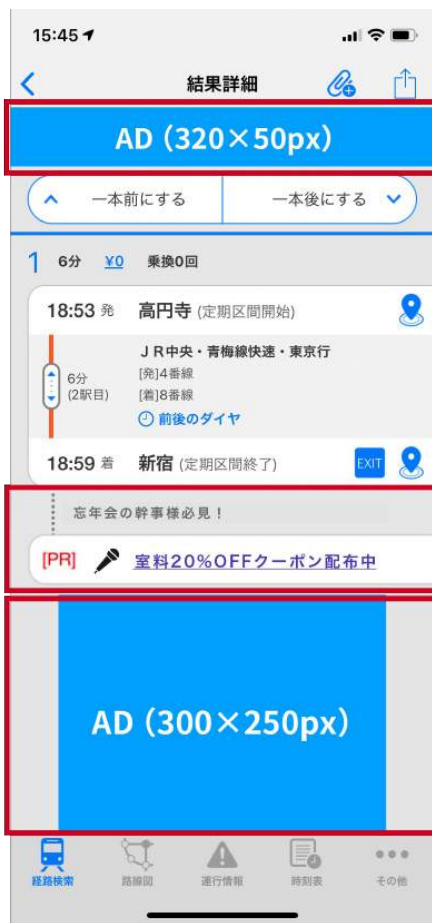 15:45
結果詳細
AD（320×50px）
一本前にする 一本後にする
1 6分 ¥0 乗換0回
18:53 発 高円寺 (定期区間開始)
JR中央・青梅線快速・東京行
6分 [発]4番線
(2駅目) [着]8番線
前後のダイヤ
18:59 着 新宿 (定期区間終了) EXIT
忘年会の幹事様必見！
[PR] 室料20%OFFクーポン配布中
AD（300×250px）
経路検索 路線図 運行情報 時刻表 その他